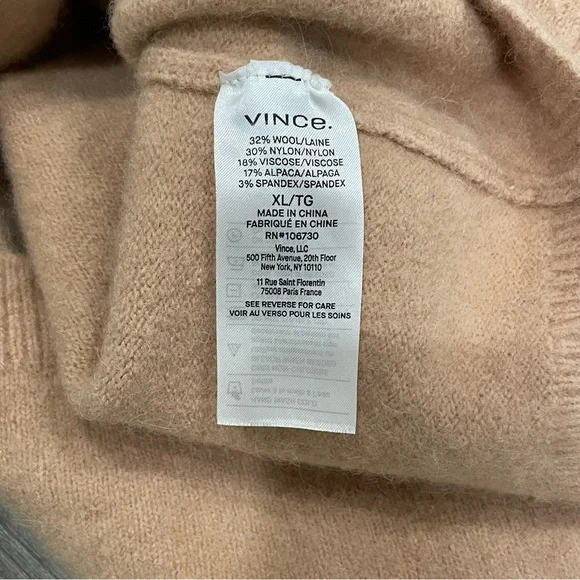 VINCe.
32% WOOL/LAINE
30% NYLON/NYLON
18% VISCOSE/VISCOSE
17% ALPACA/ALPAGA
3% SPANDEX/SPANDEX
XL/TG
MADE IN CHINA
FABRIQUÉ EN CHINE
RN#106730
Vince, LLC
500 Fifth Avenue, 20th Floor
New York, NY 10110
11 Rue Saint Florentin
75008 Paris France
SEE REVERSE FOR CARE
VOIR AU VERSO POUR LES SOINS